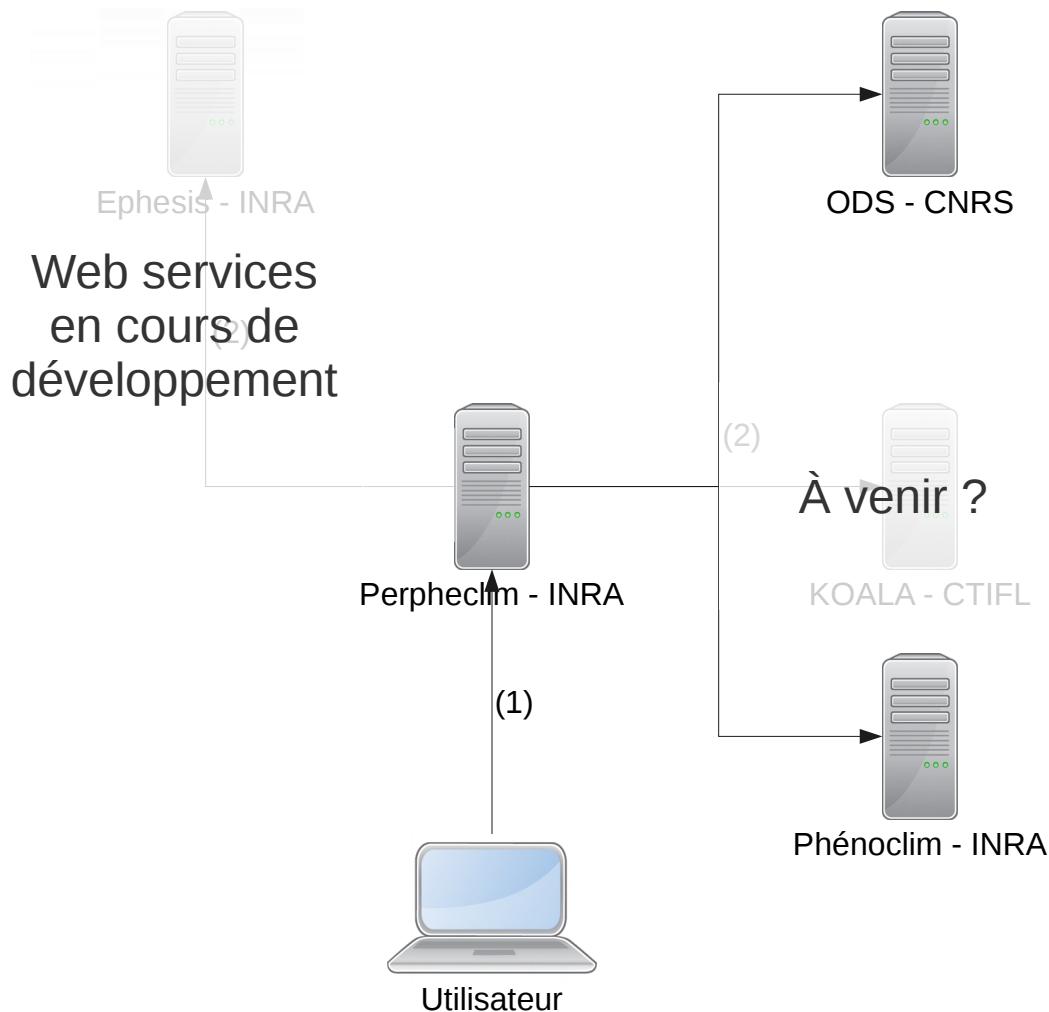 Ephesis - INRA
ODS - CNRS
Web services
en cours de
développement
(2)
(2)
À venir ?
Perpheclim - INRA
KOALA - CTIFL
(1)
Phénoclim - INRA
Utilisateur